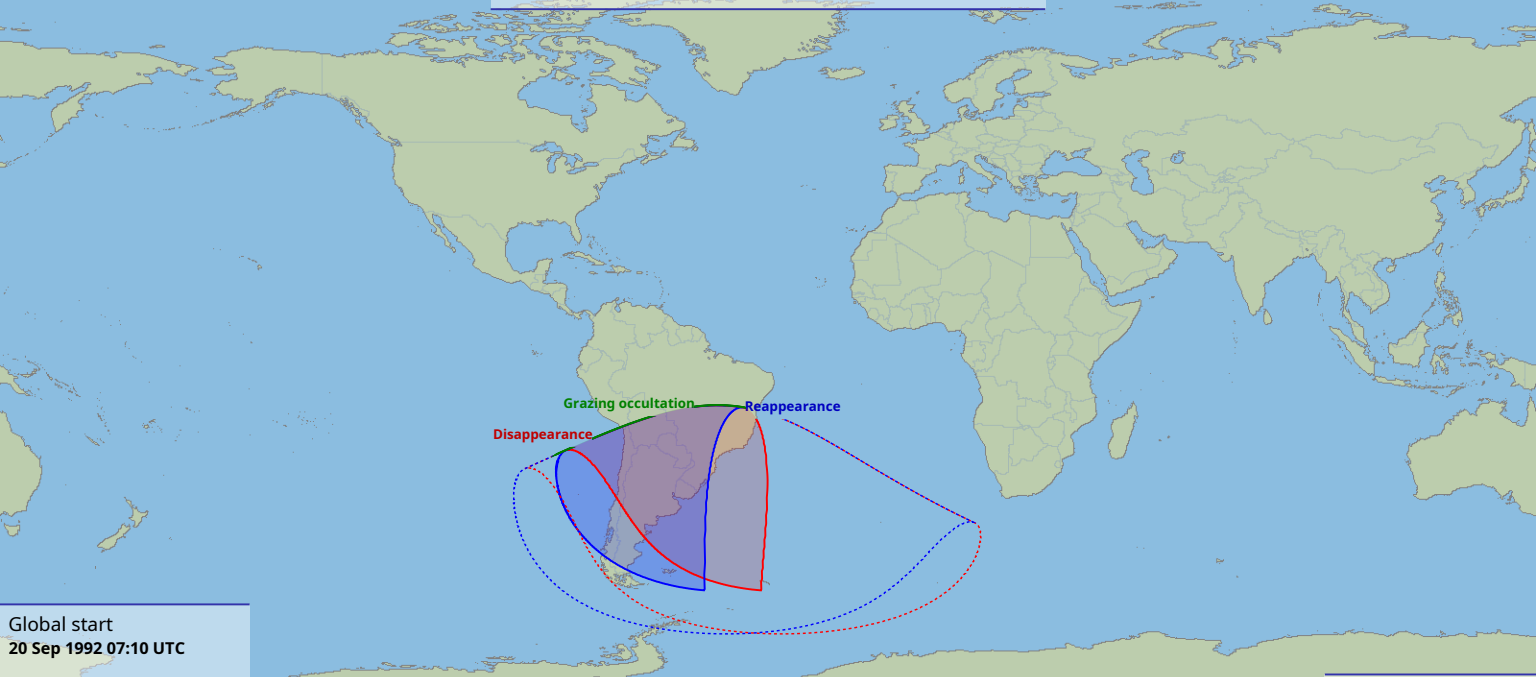 Grazing occultation
Reappearance
Disappearance
Global start
20 Sep 1992 07:10 UTC